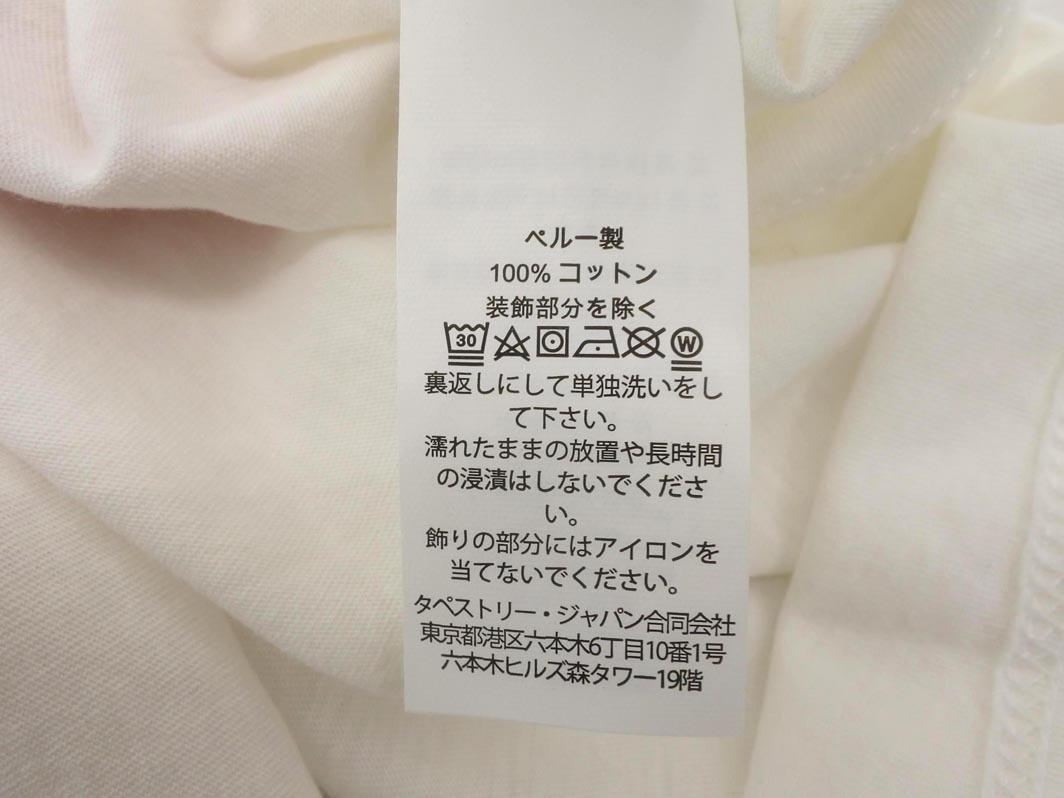 ペルー製
100% コットン
装飾部分を除く
30 W
裏返しにして単独洗いをし
て下さい。
濡れたままの放置や長時間
の浸漬はしないでくださ
い。
飾りの部分にはアイロンを
当てないでください。
タペストリー・ジャパン合同会社
東京都港区六本木6丁目10番1号
六本木ヒルズ森タワー19階